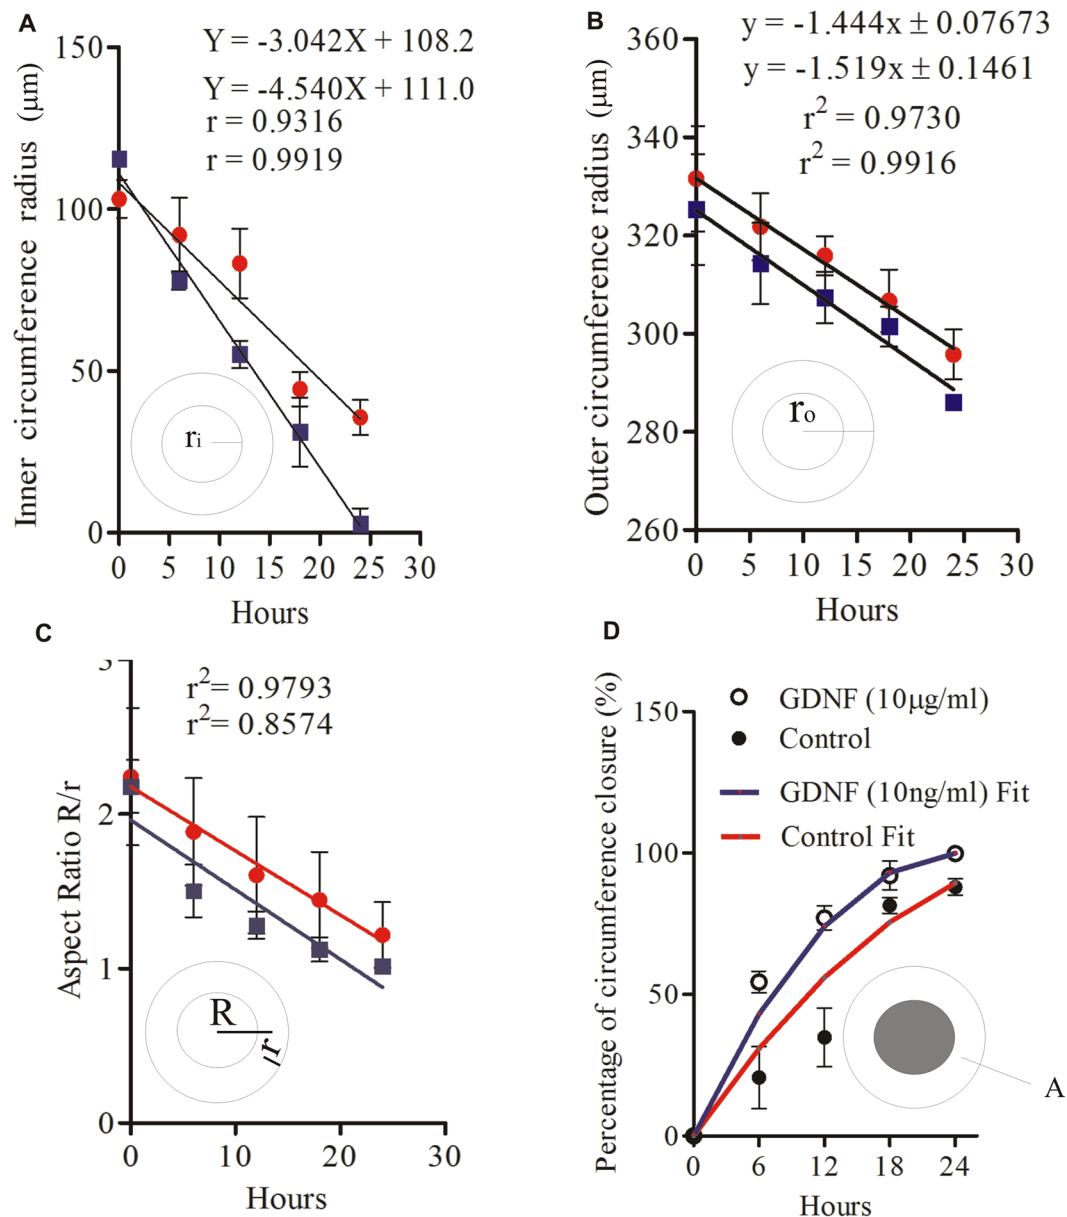 A
Y = -3.042X + 108.2
Y = -4.540X + 111.0
r = 0.9316
r = 0.9919
Inner circumference radius (μm)
150
100
50
0
ri
0 5 10 15 20 25 30
Hours
B
y = -1.444x ± 0.07673
y = -1.519x ± 0.1461
r² = 0.9730
r² = 0.9916
Outer circumference radius (μm)
360
340
320
300
280
260
ro
0 5 10 15 20 25 30
Hours
C
r²= 0.9793
r²= 0.8574
Aspect Ratio R/r
3
2
1
0
R
r
0 10 20 30
Hours
D
GDNF (10μg/ml)
Control
GDNF (10ng/ml) Fit
Control Fit
Percentage of circumference closure (%)
150
100
50
0
A
0 6 12 18 24
Hours